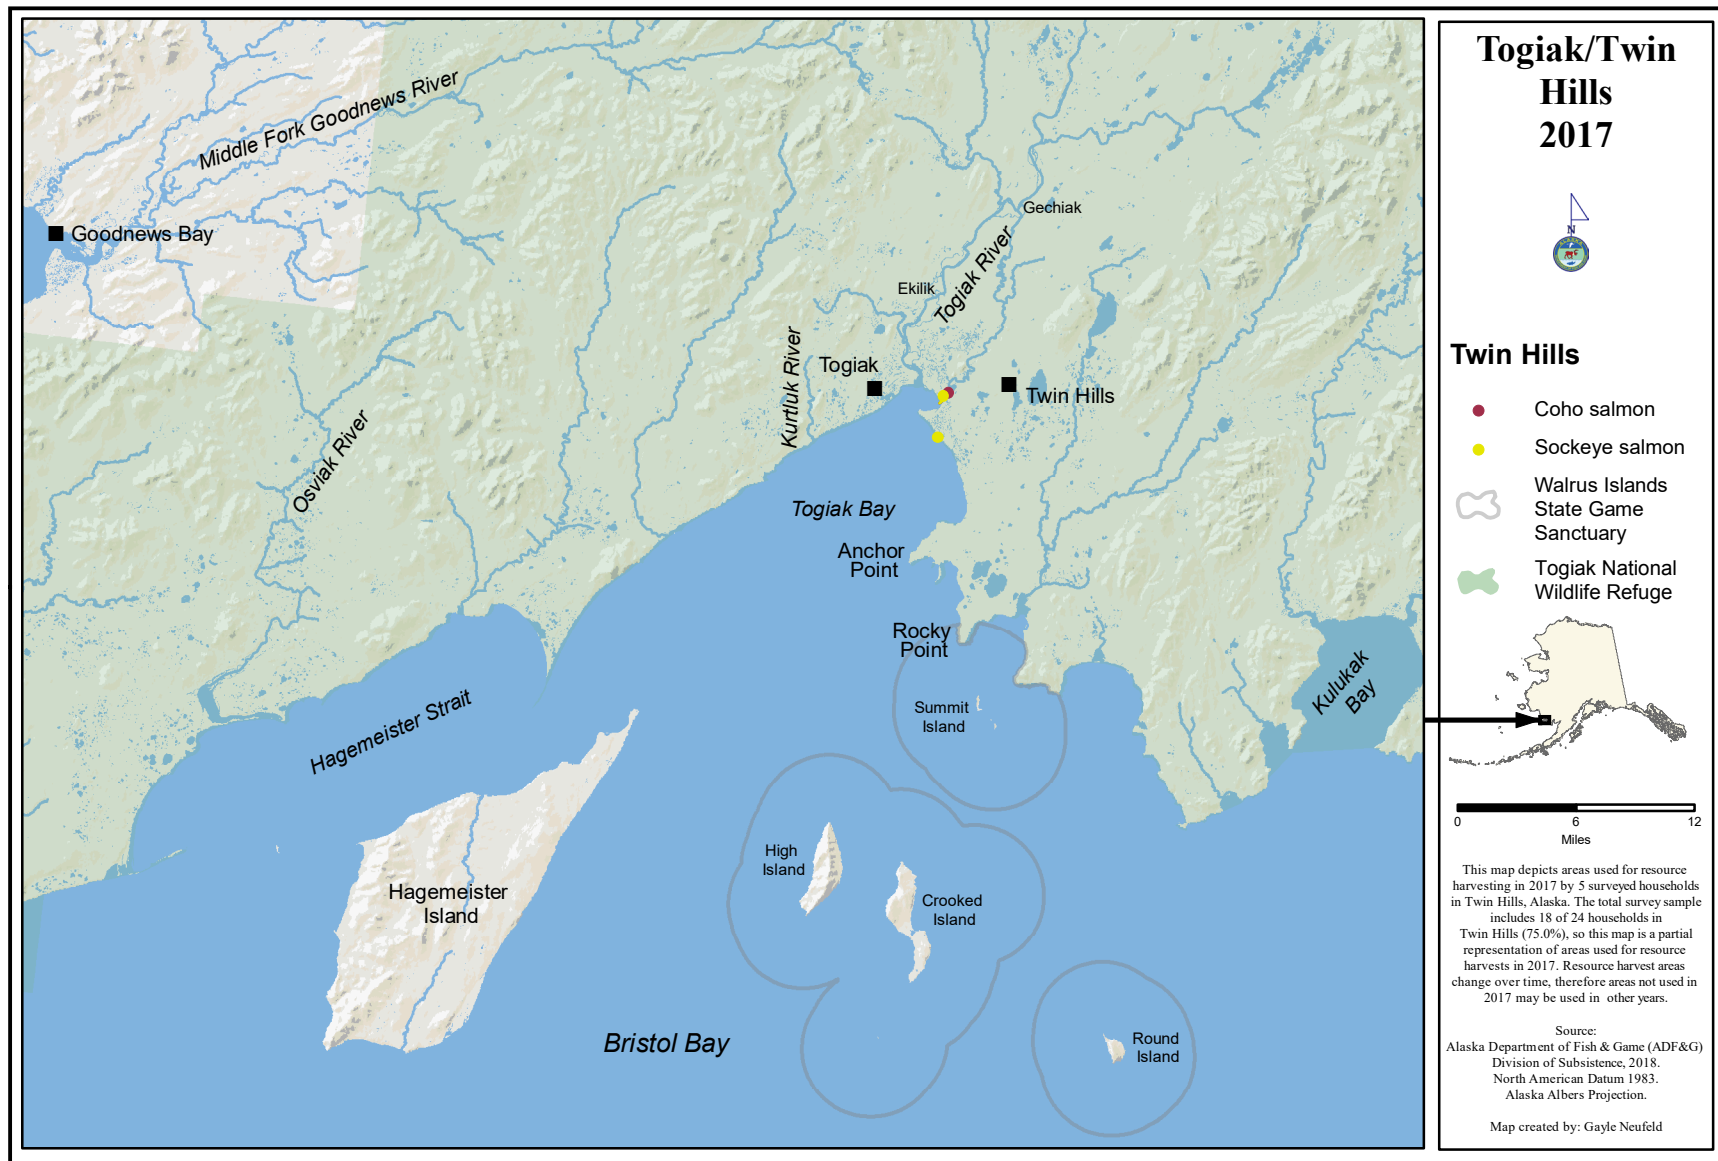 Togiak/Twin
Hills
2017
N
Twin Hills
Coho salmon
Sockeye salmon
Walrus Islands
State Game
Sanctuary
Togiak National
Wildlife Refuge
0
6
12
Miles
This map depicts areas used for resource
harvesting in 2017 by 5 surveyed households
in Twin Hills, Alaska. The total survey sample
includes 18 of 24 households in
Twin Hills (75.0%), so this map is a partial
representation of areas used for resource
harvests in 2017. Resource harvest areas
change over time, therefore areas not used in
2017 may be used in other years.
Source:
Alaska Department of Fish & Game (ADF&G)
Division of Subsistence, 2018.
North American Datum 1983.
Alaska Albers Projection.
Map created by: Gayle Neufeld
Middle Fork Goodnews River
Goodnews Bay
Gechiak
Togiak River
Ekilik
Kurtluk River
Togiak
Twin Hills
Osviak River
Togiak Bay
Anchor
Point
Rocky
Point
Kulukak
Bay
Summit
Island
Hagemeister Strait
High
Island
Hagemeister
Island
Crooked
Island
Bristol Bay
Round
Island